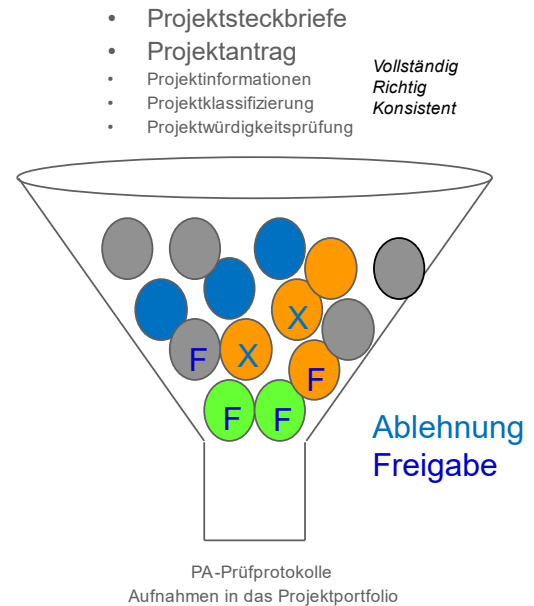 • Projektsteckbriefe
• Projektantrag
• Projektinformationen
• Projektklassifizierung
• Projektwürdigkeitsprüfung
Vollständig
Richtig
Konsistent
X
F X
F
F F
Ablehnung
Freigabe
PA-Prüfprotokolle
Aufnahmen in das Projektportfolio